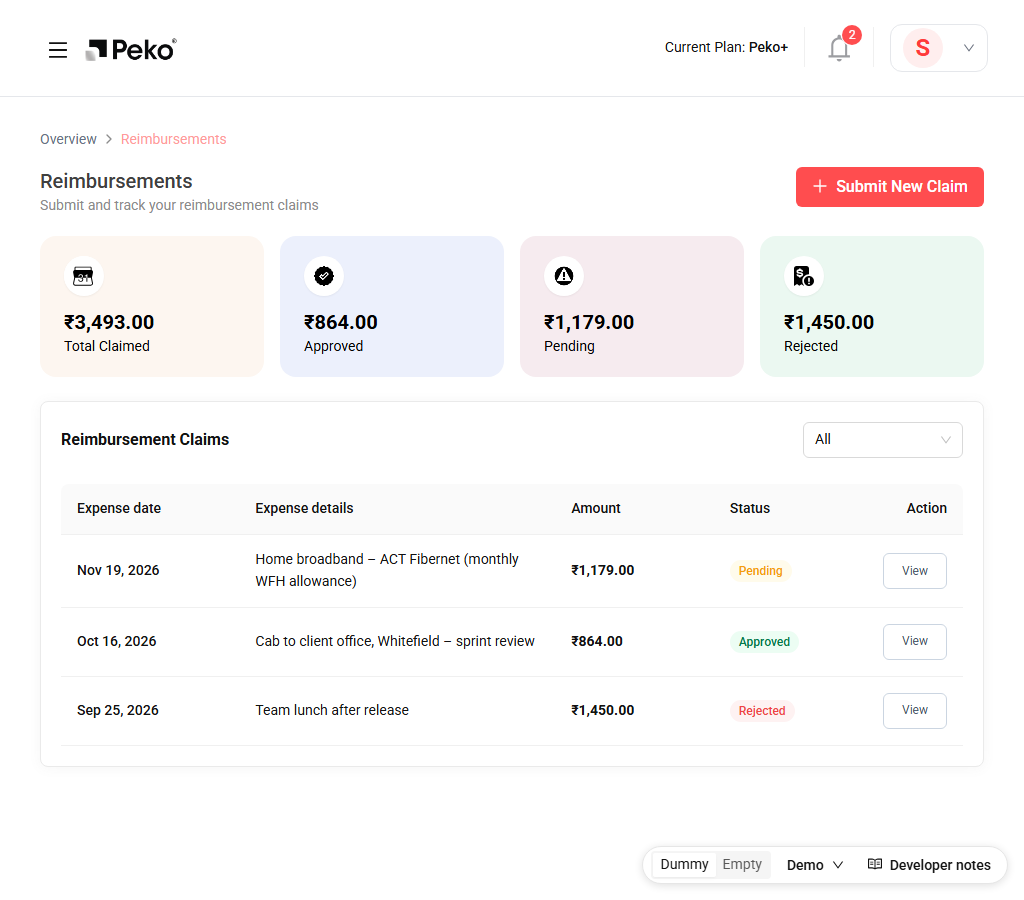 Peko
Current Plan: Peko+
2
S
Overview > Reimbursements
Reimbursements
Submit and track your reimbursement claims
+ Submit New Claim
31
₹3,493.00
Total Claimed
₹864.00
Approved
₹1,179.00
Pending
$
₹1,450.00
Rejected
Reimbursement Claims
All
Expense date Expense details Amount Status Action
Nov 19, 2026 Home broadband – ACT Fibernet (monthly WFH allowance) ₹1,179.00 Pending View
Oct 16, 2026 Cab to client office, Whitefield – sprint review ₹864.00 Approved View
Sep 25, 2026 Team lunch after release ₹1,450.00 Rejected View
Dummy Empty Demo Developer notes